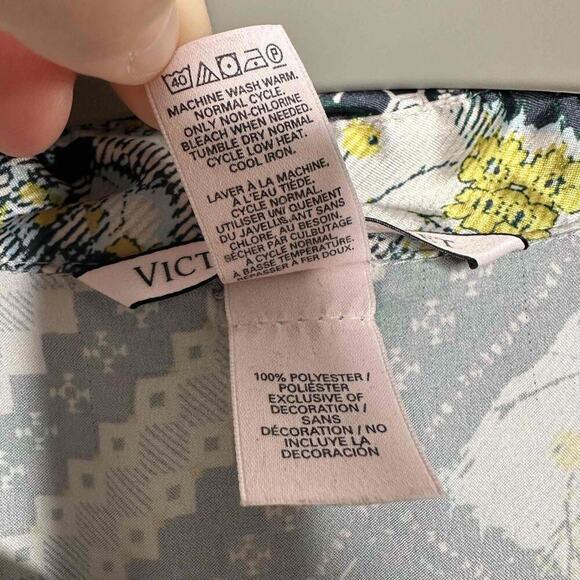 40 P
MACHINE WASH WARM.
NORMAL CYCLE.
ONLY NON-CHLORINE
BLEACH WHEN NEEDED.
TUMBLE DRY NORMAL
CYCLE LOW HEAT.
COOL IRON.
LAVER À LA MACHINE,
À L'EAU TIÈDE.
CYCLE NORMAL.
UTILISER UNIQUEMENT
DU JAVELLISANT SANS
CHLORE, AU BESOIN.
SÉCHER PAR CULBUTAGE
À CYCLE NORMAL
À BASSE TEMPÉRATURE.
REPASSER À FER DOUX.
VICT T
100% POLYESTER /
POLIÉSTER
EXCLUSIVE OF
DECORATION /
SANS
DÉCORATION / NO
INCLUYE LA
DECORACIÓN